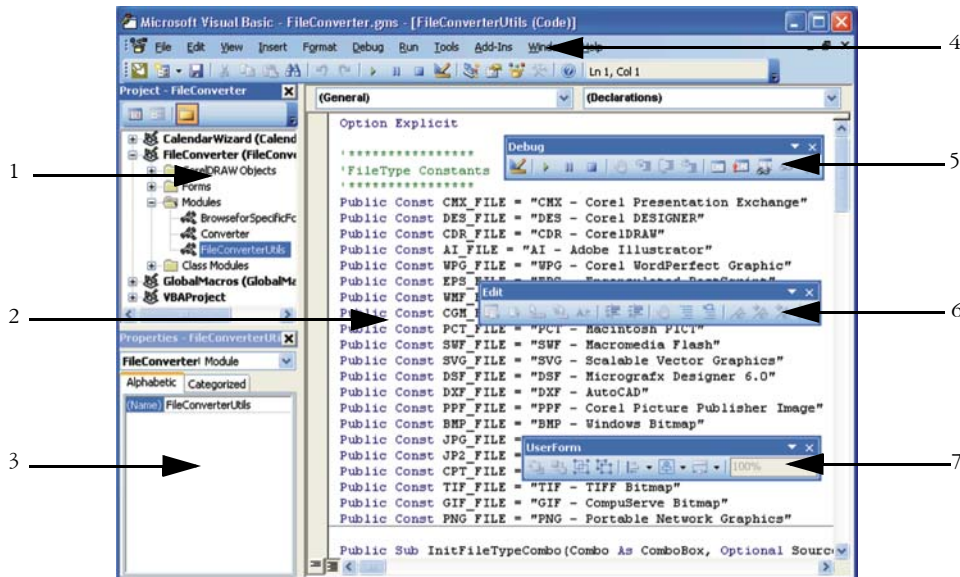 Microsoft Visual Basic - FileConverter.gms - [FileConverterUtils (Code)]
File Edit View Insert Format Debug Run Tools Add-Ins
4
Ln 1, Col 1
Project - FileConverter
(General)
(Declarations)
CalendarWizard (Calend
FileConverter (FileConve
CorelDRAW Objects
Forms
Modules
BrowseforSpecificFc
Converter
FileConverterUtils
Class Modules
GlobalMacros (GlobalMa
VBAProject
1
2
Properties - FileConverterUti
FileConverter Module
Alphabetic Categorized
(Name) FileConverterUtils
3
Option Explicit
'*****************
'FileType Constants
'*****************
Debug
5
Public Const CMX_FILE = "CMX - Corel Presentation Exchange"
Public Const DES_FILE = "DES - Corel DESIGNER"
Public Const CDR_FILE = "CDR - CorelDRAW"
Public Const AI_FILE = "AI - Adobe Illustrator"
Public Const WPG_FILE = "WPG - Corel WordPerfect Graphic"
Public Const EPS
Edit
6
Public Const WMF
Public Const CGM
Public Const PCT_FILE = "PCT - Macintosh PICT"
Public Const SWF_FILE = "SWF - Macromedia Flash"
Public Const SVG_FILE = "SVG - Scalable Vector Graphics"
Public Const DSF_FILE = "DSF - Micrografx Designer 6.0"
Public Const DXF_FILE = "DXF - AutoCAD"
Public Const PPF_FILE = "PPF - Corel Picture Publisher Image"
Public Const BMP_FILE = "BMP - Windows Bitmap"
Public Const JPG_FILE =
UserForm
100%
7
Public Const JP2_FILE =
Public Const CPT_FILE =
Public Const TIF_FILE = "TIF - TIFF Bitmap"
Public Const GIF_FILE = "GIF - CompuServe Bitmap"
Public Const PNG_FILE = "PNG - Portable Network Graphics"
Public Sub InitFileTypeCombo(Combo As ComboBox, Optional Sourc